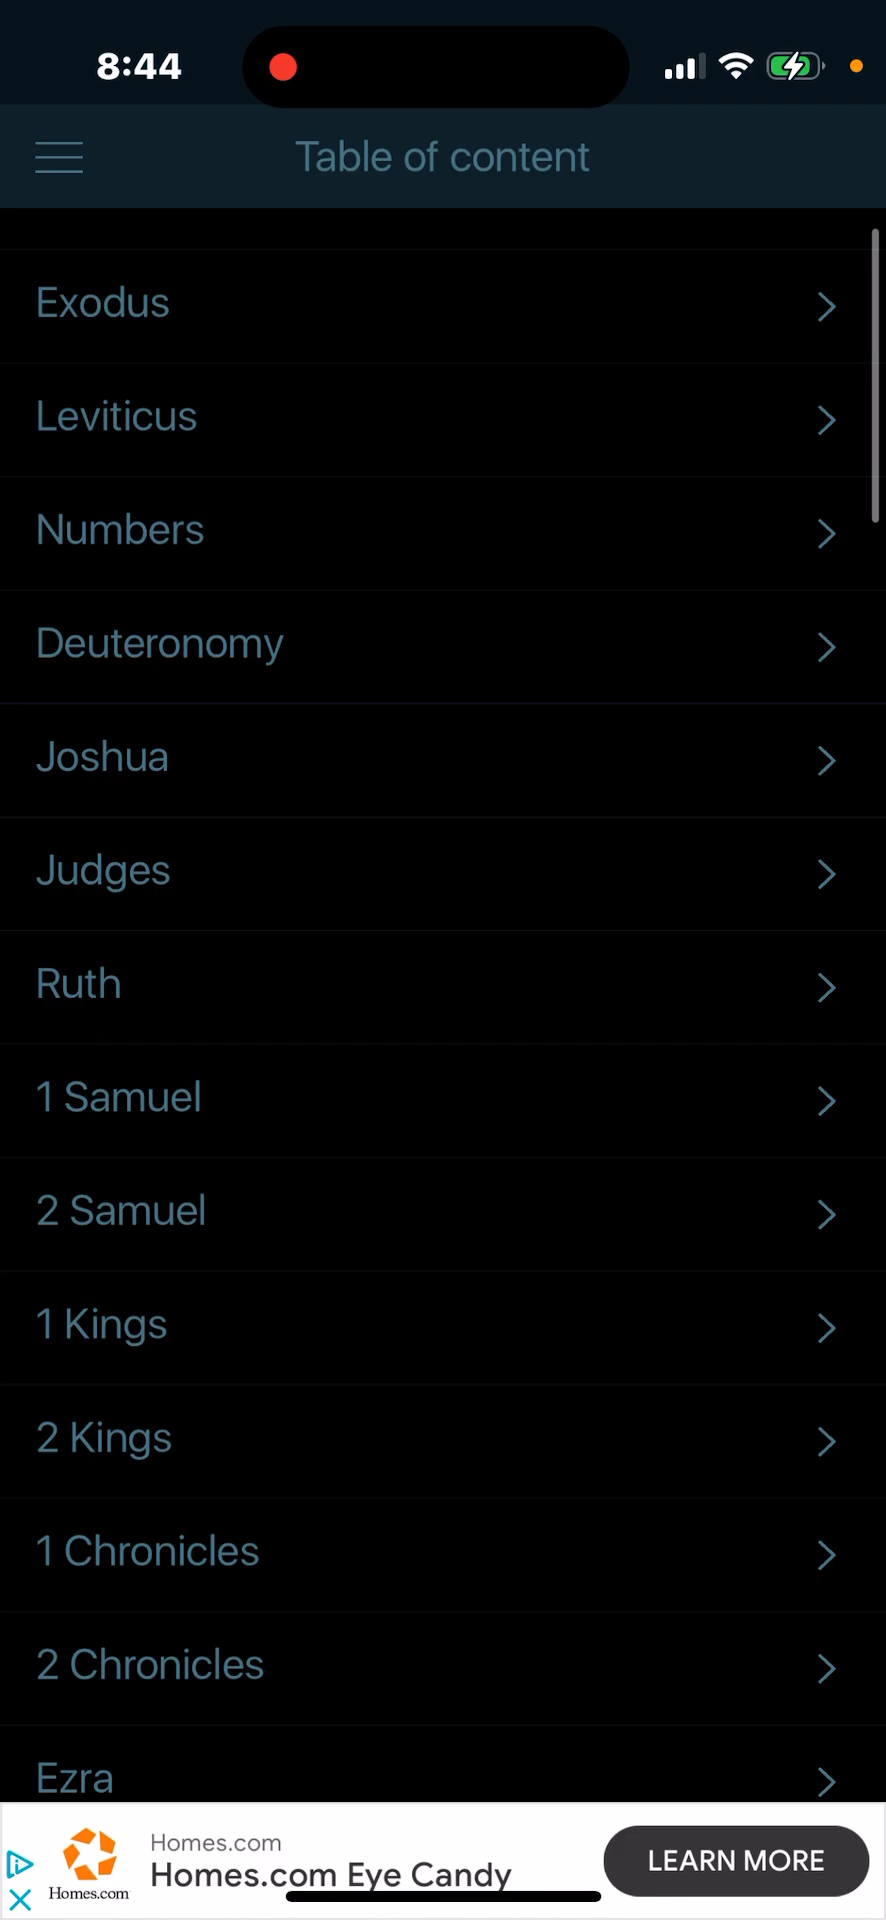 8:44
Table of content
Exodus
Leviticus
Numbers
Deuteronomy
Joshua
Judges
Ruth
1 Samuel
2 Samuel
1 Kings
2 Kings
1 Chronicles
2 Chronicles
Ezra
Homes.com
Homes.com Eye Candy
LEARN MORE
Homes.com